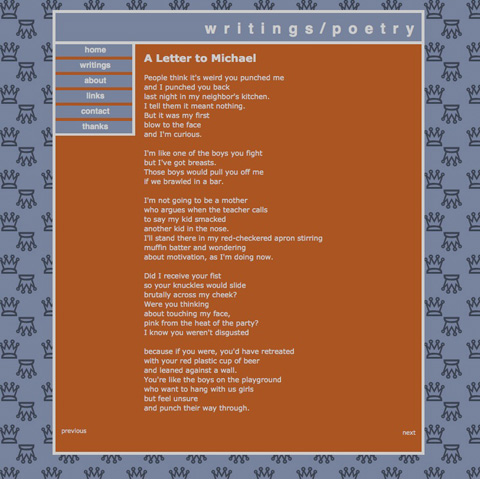 writings/poetry
home
writings
about
links
contact
thanks
A Letter to Michael
People think it's weird you punched me
and I punched you back
last night in my neighbor's kitchen.
I tell them it meant nothing.
But it was my first
blow to the face
and I'm curious.
I'm like one of the boys you fight
but I've got breasts.
Those boys would pull you off me
if we brawled in a bar.
I'm not going to be a mother
who argues when the teacher calls
to say my kid smacked
another kid in the nose.
I'll stand there in my red-checkered apron stirring
muffin batter and wondering
about motivation, as I'm doing now.
Did I receive your fist
so your knuckles would slide
brutally across my cheek?
Were you thinking
about touching my face,
pink from the heat of the party?
I know you weren't disgusted
because if you were, you'd have retreated
with your red plastic cup of beer
and leaned against a wall.
You're like the boys on the playground
who want to hang with us girls
but feel unsure
and punch their way through.
previous
next